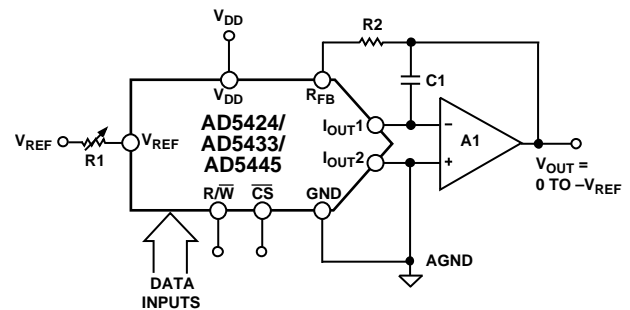 VDD
R2
VDD
RFB
C1
AD5424/
AD5433/
AD5445
IOUT1
IOUT2
VREF
R1
VREF
A1
VOUT =
0 TO –VREF
R/W̅
C̅S̅
GND
AGND
DATA
INPUTS